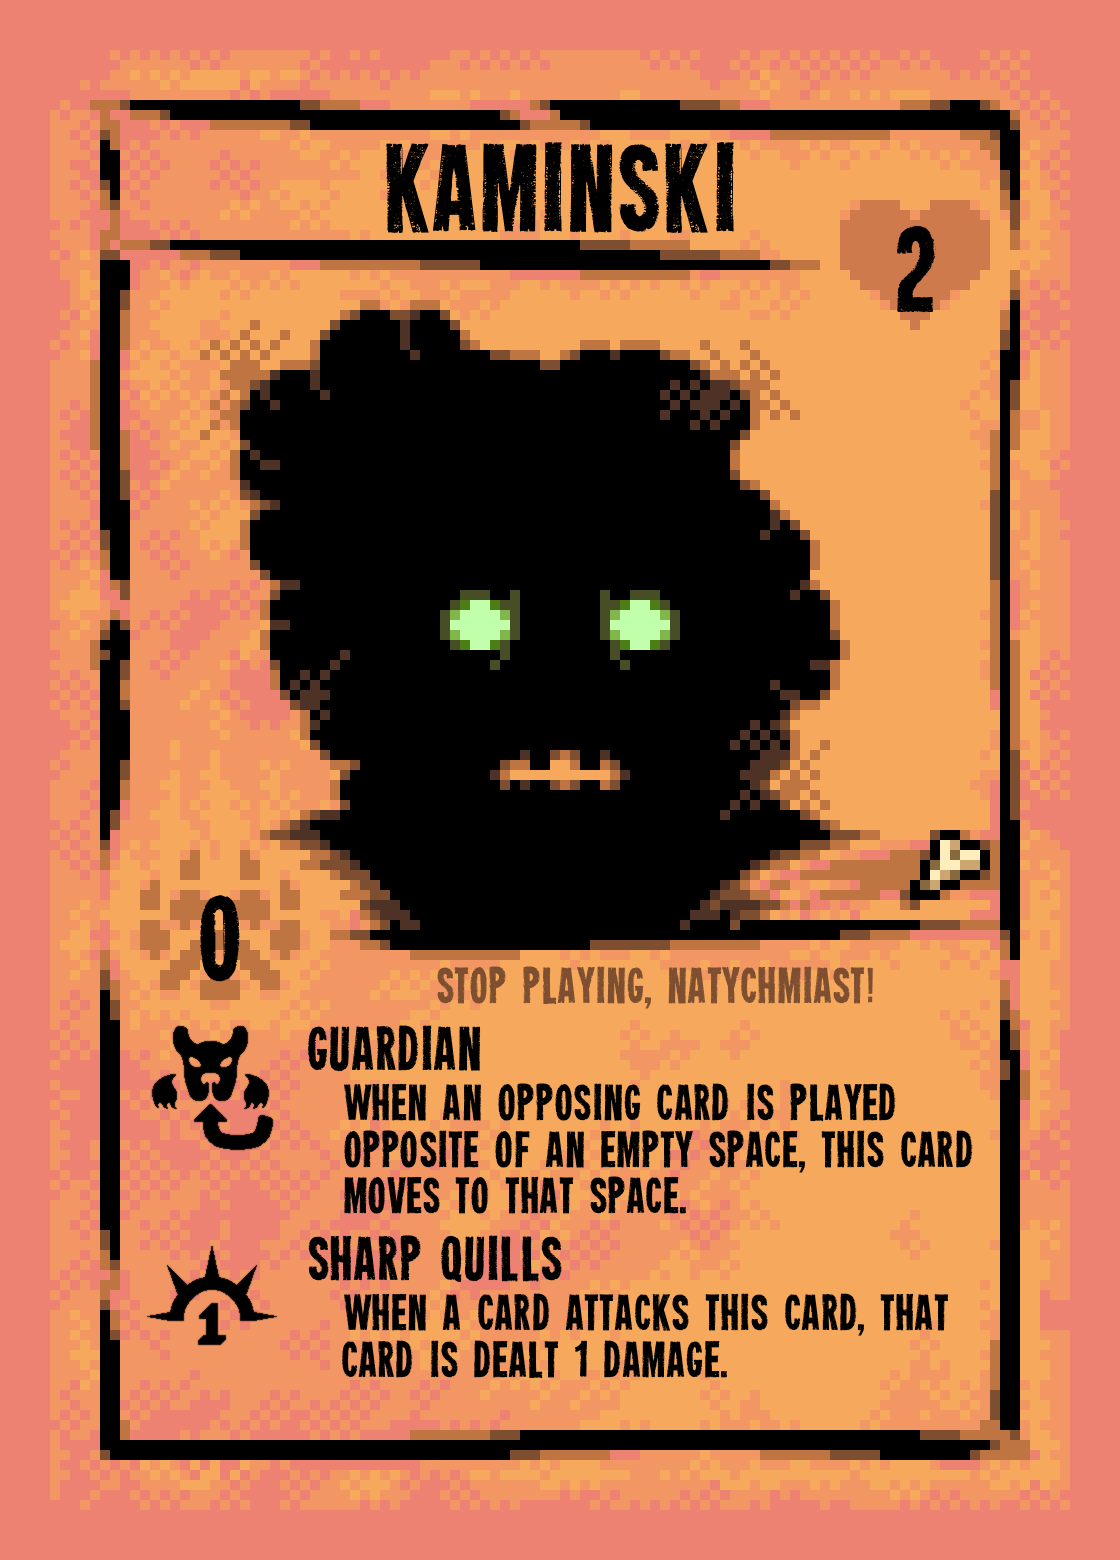 KAMINSKI
2
0
STOP PLAYING, NATYCHMIAST!
GUARDIAN
WHEN AN OPPOSING CARD IS PLAYED
OPPOSITE OF AN EMPTY SPACE, THIS CARD
MOVES TO THAT SPACE.
SHARP QUILLS
1
WHEN A CARD ATTACKS THIS CARD, THAT
CARD IS DEALT 1 DAMAGE.